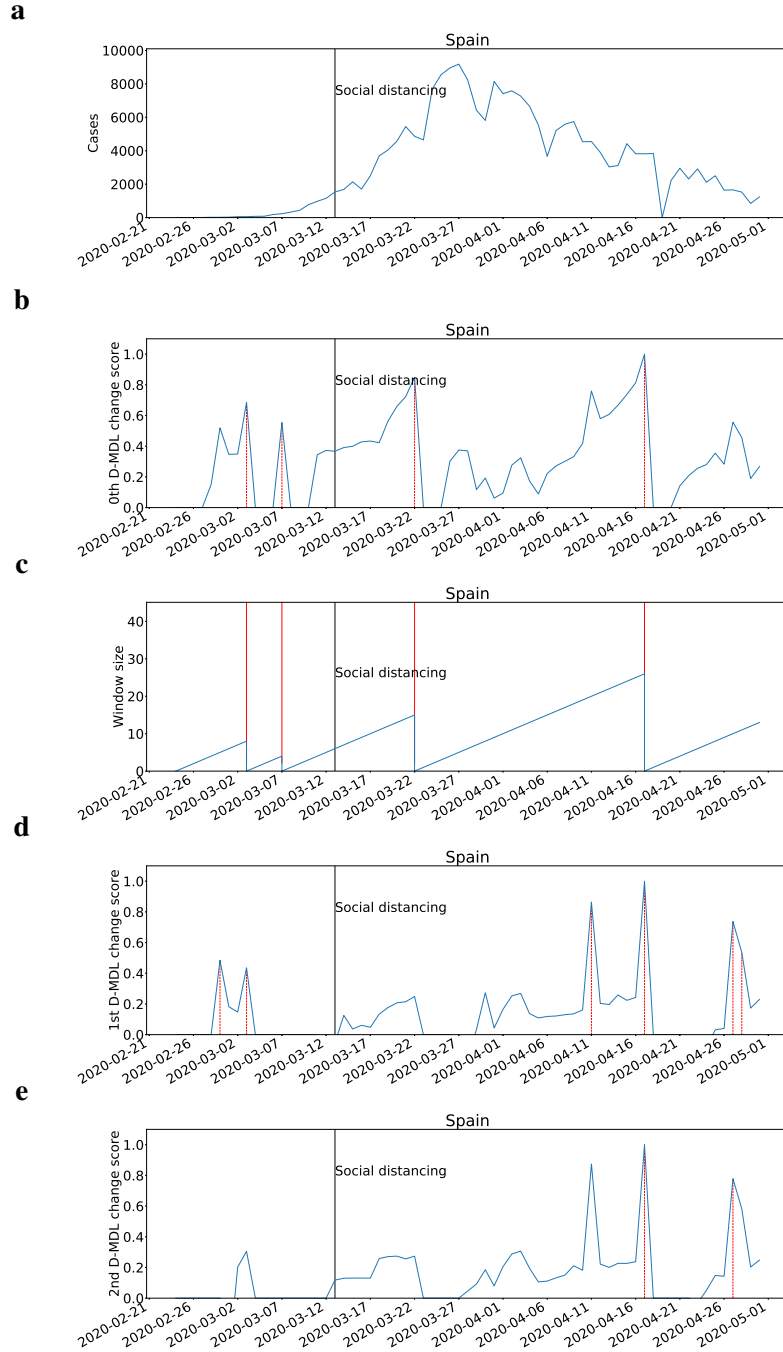 a
Spain
Cases
10000
8000
6000
4000
2000
0
Social distancing
2020-02-21 2020-02-26 2020-03-02 2020-03-07 2020-03-12 2020-03-17 2020-03-22 2020-03-27 2020-04-01 2020-04-06 2020-04-11 2020-04-16 2020-04-21 2020-04-26 2020-05-01
b
Spain
0th D-MDL change score
1.0
0.8
0.6
0.4
0.2
0.0
Social distancing
2020-02-21 2020-02-26 2020-03-02 2020-03-07 2020-03-12 2020-03-17 2020-03-22 2020-03-27 2020-04-01 2020-04-06 2020-04-11 2020-04-16 2020-04-21 2020-04-26 2020-05-01
c
Spain
Window size
40
30
20
10
0
Social distancing
2020-02-21 2020-02-26 2020-03-02 2020-03-07 2020-03-12 2020-03-17 2020-03-22 2020-03-27 2020-04-01 2020-04-06 2020-04-11 2020-04-16 2020-04-21 2020-04-26 2020-05-01
d
Spain
1st D-MDL change score
1.0
0.8
0.6
0.4
0.2
0.0
Social distancing
2020-02-21 2020-02-26 2020-03-02 2020-03-07 2020-03-12 2020-03-17 2020-03-22 2020-03-27 2020-04-01 2020-04-06 2020-04-11 2020-04-16 2020-04-21 2020-04-26 2020-05-01
e
Spain
2nd D-MDL change score
1.0
0.8
0.6
0.4
0.2
0.0
Social distancing
2020-02-21 2020-02-26 2020-03-02 2020-03-07 2020-03-12 2020-03-17 2020-03-22 2020-03-27 2020-04-01 2020-04-06 2020-04-11 2020-04-16 2020-04-21 2020-04-26 2020-05-01